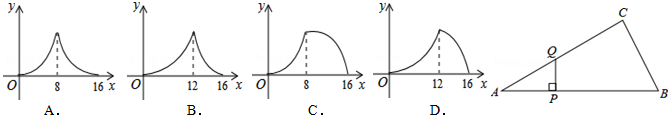 y
O 8 16 x
A.
y
O 12 16 x
B.
y
O 8 16 x
C.
y
O 12 16 x
D.
C
Q
A P B